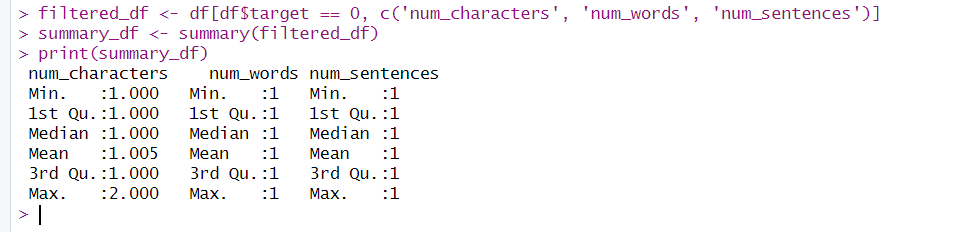 > filtered_df <- df[df$target == 0, c('num_characters', 'num_words', 'num_sentences')]
> summary_df <- summary(filtered_df)
> print(summary_df)
 num_characters    num_words num_sentences
 Min.   :1.000   Min.   :1   Min.   :1
 1st Qu.:1.000   1st Qu.:1   1st Qu.:1
 Median :1.000   Median :1   Median :1
 Mean   :1.005   Mean   :1   Mean   :1
 3rd Qu.:1.000   3rd Qu.:1   3rd Qu.:1
 Max.   :2.000   Max.   :1   Max.   :1
>